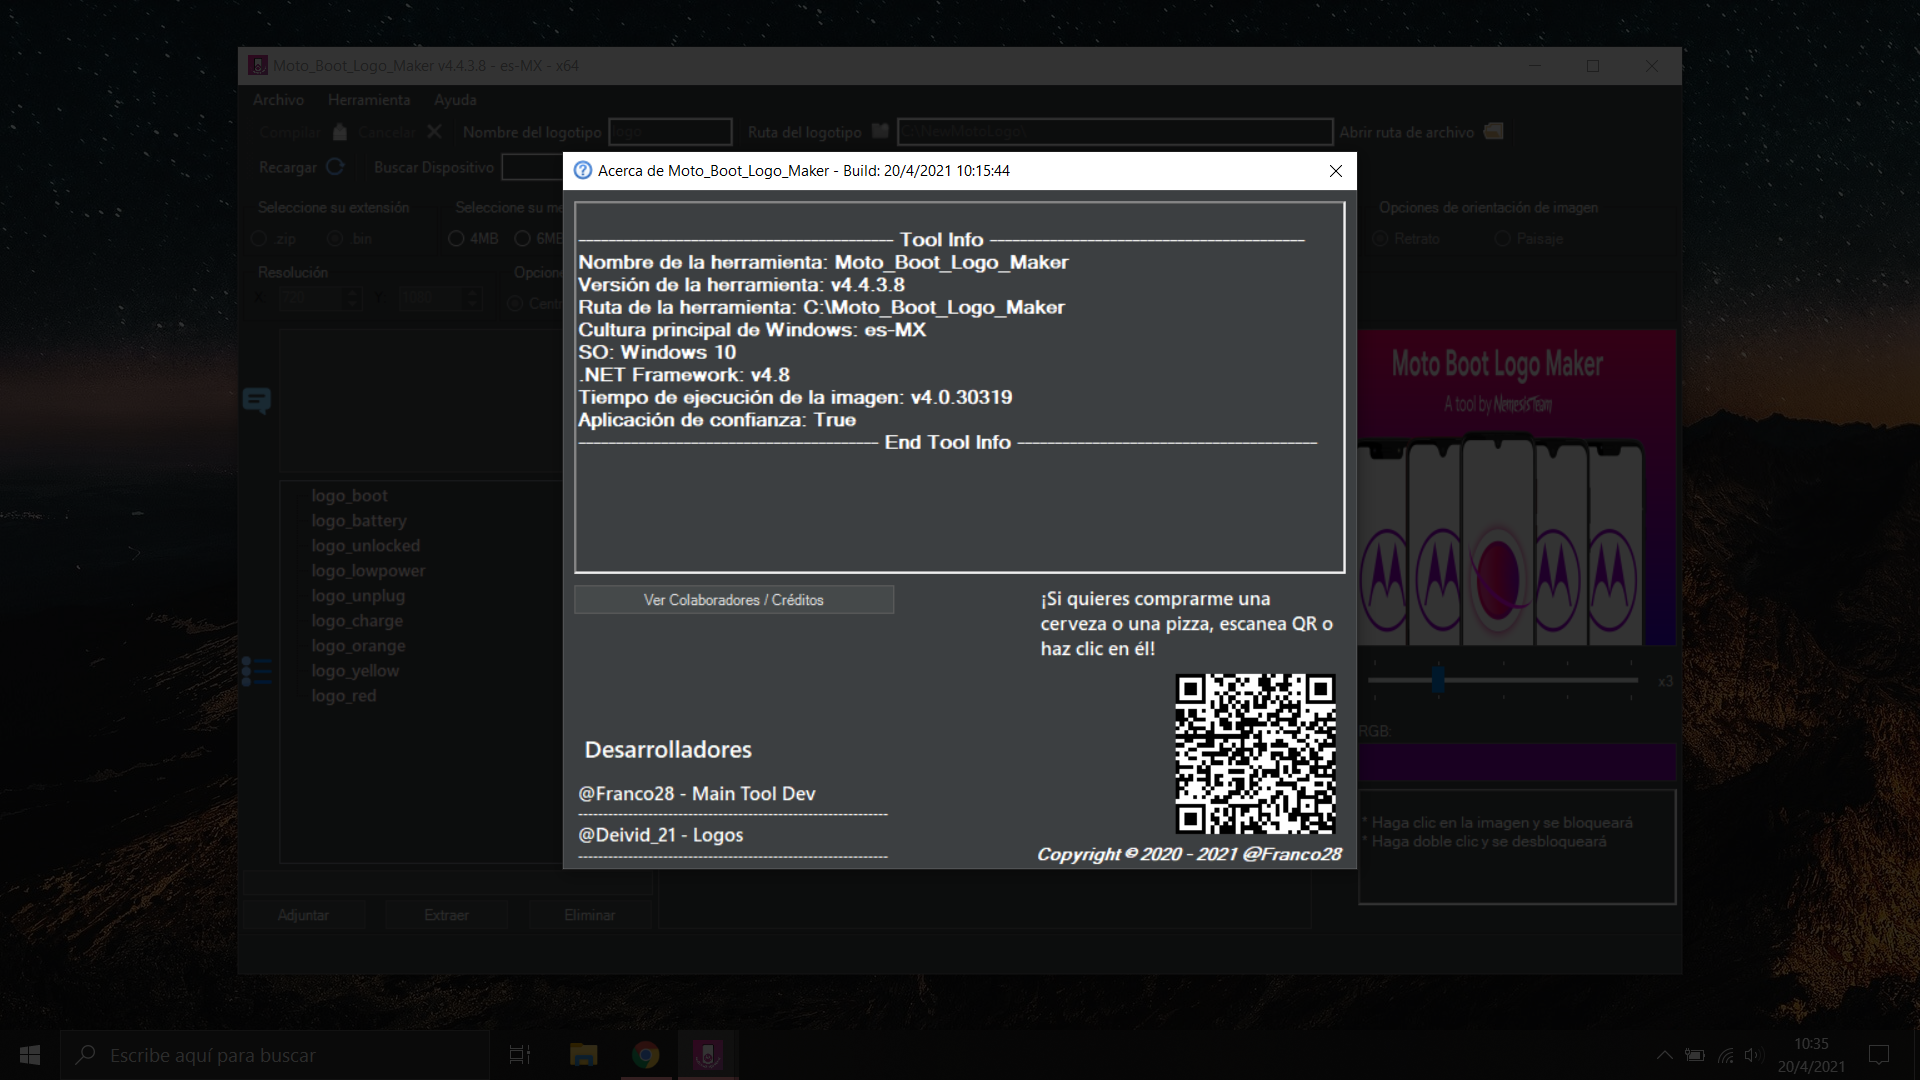 Moto_Boot_Logo_Maker v4.4.3.8 - es-MX - x64
Archivo Herramienta Ayuda
Compilar Cancelar Nombre del logotipo logo Ruta del logotipo C:\NewMotoLogo\ Abrir ruta de archivo
Recargar Buscar Dispositivo
Acerca de Moto_Boot_Logo_Maker - Build: 20/4/2021 10:15:44
Seleccione su extensión Seleccione su me Opciones de orientación de imagen
zip bin 4MB 6MB Retrato Paisaje
Resolución Opcione
X Y 1080 Centr
---------- Tool Info ----------
Nombre de la herramienta: Moto_Boot_Logo_Maker
Versión de la herramienta: v4.4.3.8
Ruta de la herramienta: C:\Moto_Boot_Logo_Maker
Cultura principal de Windows: es-MX
SO: Windows 10
.NET Framework: v4.8
Tiempo de ejecución de la imagen: v4.0.30319
Aplicación de confianza: True
---------- End Tool Info ----------
Ver Colaboradores / Créditos
¡Si quieres comprarme una
cerveza o una pizza, escanea QR o
haz clic en él!
Desarrolladores
@Franco28 - Main Tool Dev
@Deivid_21 - Logos
Copyright © 2020 - 2021 @Franco28
logo_boot
logo_battery
logo_unlocked
logo_lowpower
logo_unplug
logo_charge
logo_orange
logo_yellow
logo_red
Moto Boot Logo Maker
A tool by NemesisTeam
x3
RGB:
* Haga clic en la imagen y se bloqueará
* Haga doble clic y se desbloqueará
Adjuntar Extraer Eliminar
Escribe aquí para buscar
10:35
20/4/2021